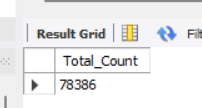 Result Grid
Total_Count
78386